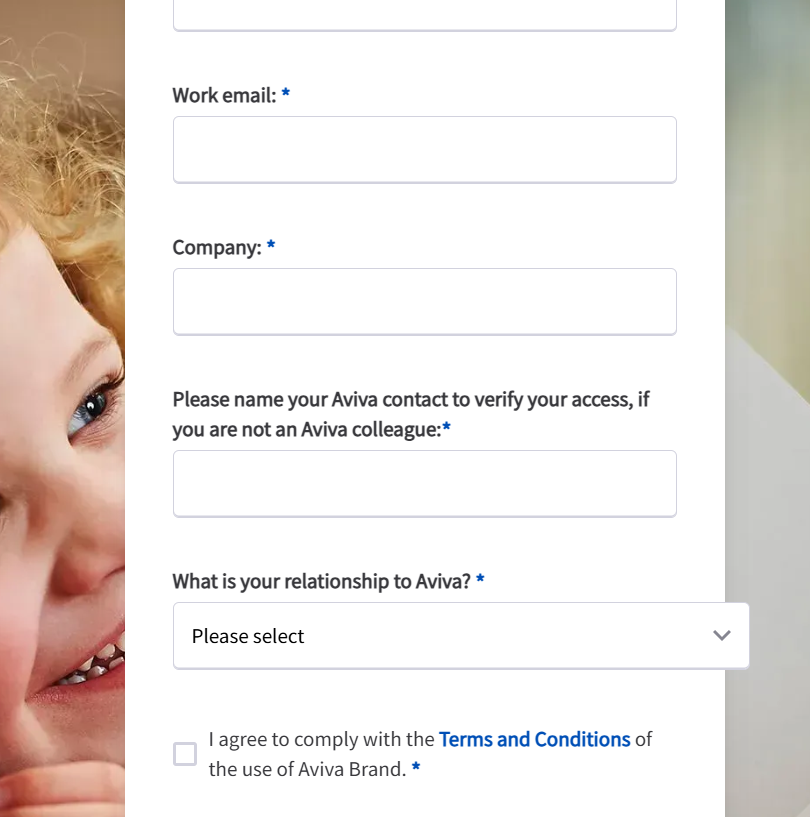 Work email: *
Company: *
Please name your Aviva contact to verify your access, if
you are not an Aviva colleague:*
What is your relationship to Aviva? *
Please select
I agree to comply with the Terms and Conditions of
the use of Aviva Brand. *